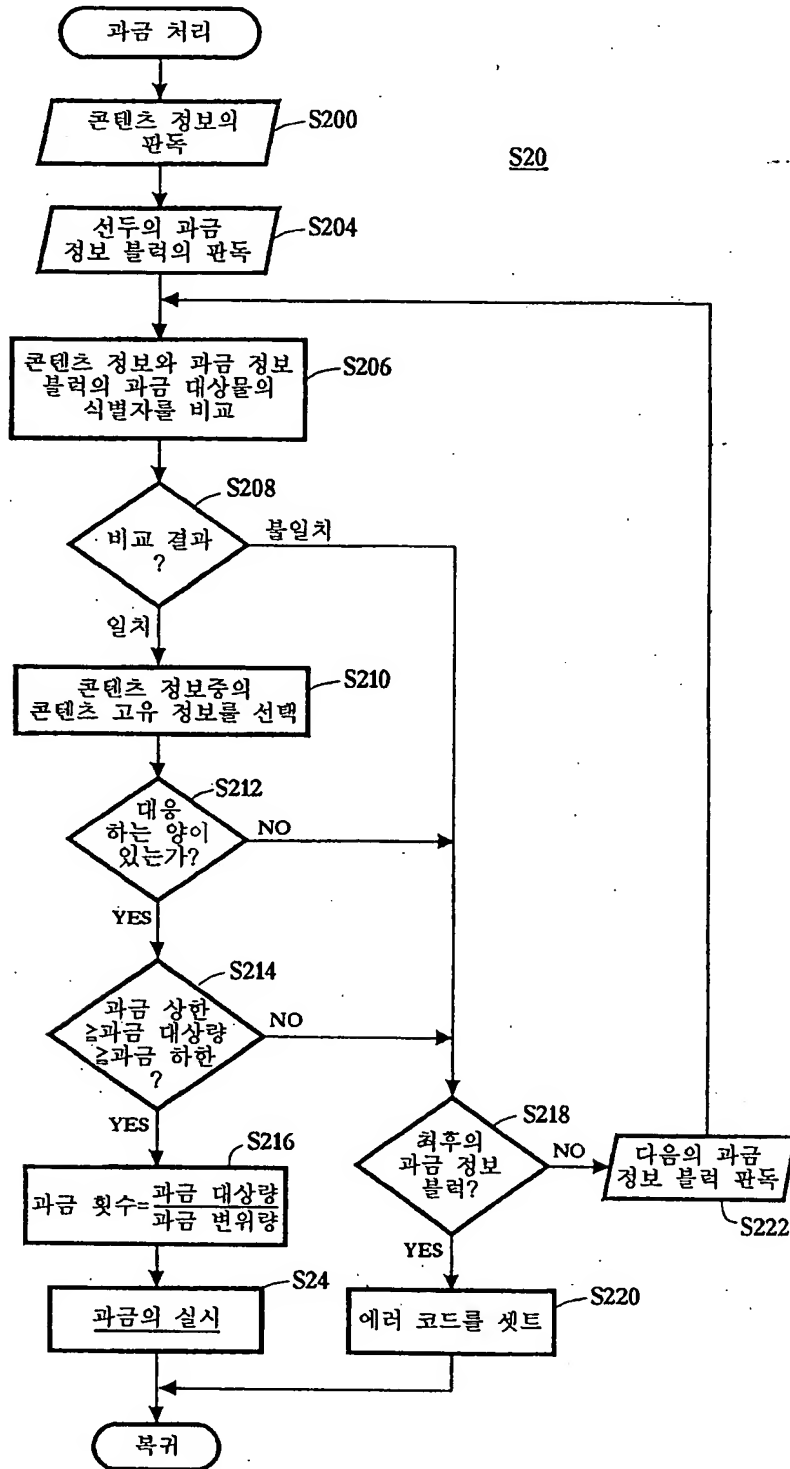 과금 처리
콘텐츠 정보의
판독
S200
S20
선두의 과금
정보 블럭의 판독
S204
콘텐츠 정보와 과금 정보
블럭의 과금 대상물의
식별자를 비교
S206
S208
비교 결과
?
불일치
일치
콘텐츠 정보중의
콘텐츠 고유 정보를 선택
S210
S212
대응
하는 양이
있는가?
NO
YES
S214
과금 상한
≧과금 대상량
≧과금 하한
?
NO
YES
S216
과금 횟수=과금 대상량
과금 변위량
S218
최후의
과금 정보
블럭?
NO
YES
다음의 과금
정보 블럭 판독
S222
S24
과금의 실시
S220
에러 코드를 셋트
복귀